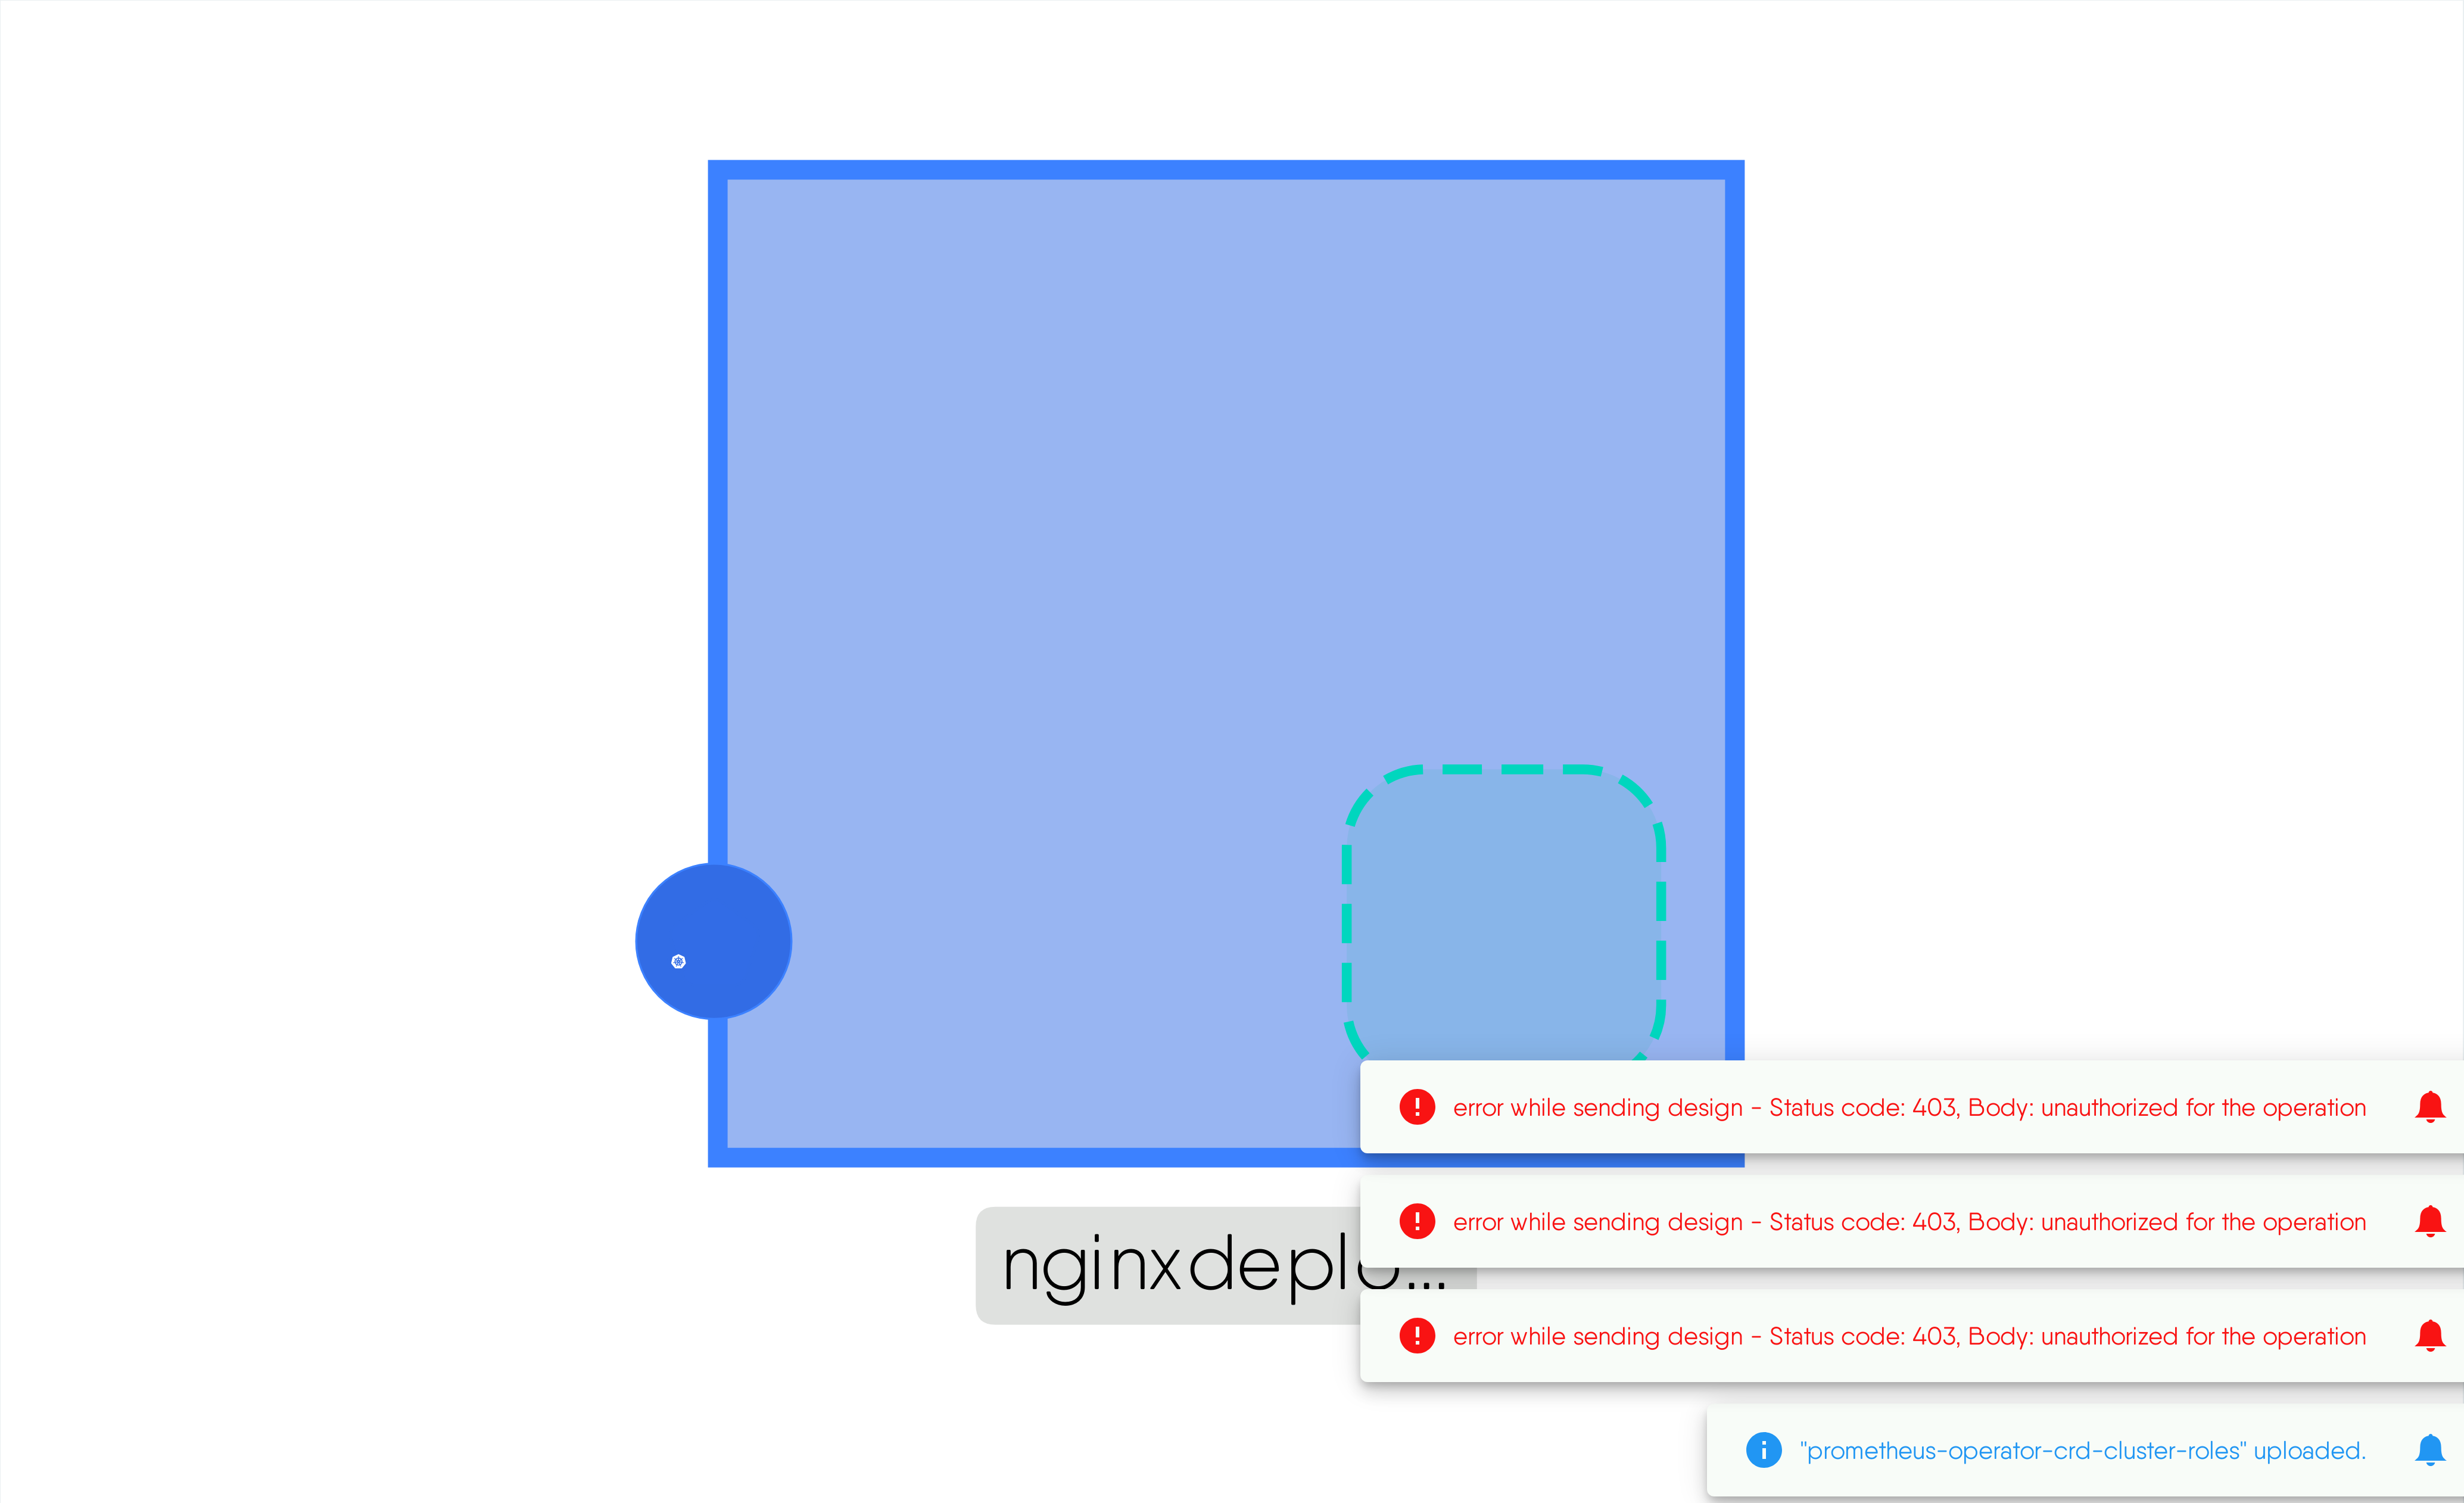 error while sending design - Status code: 403, Body: unauthorized for the operation
error while sending design - Status code: 403, Body: unauthorized for the operation
nginxdeplo...
error while sending design - Status code: 403, Body: unauthorized for the operation
"prometheus-operator-crd-cluster-roles" uploaded.